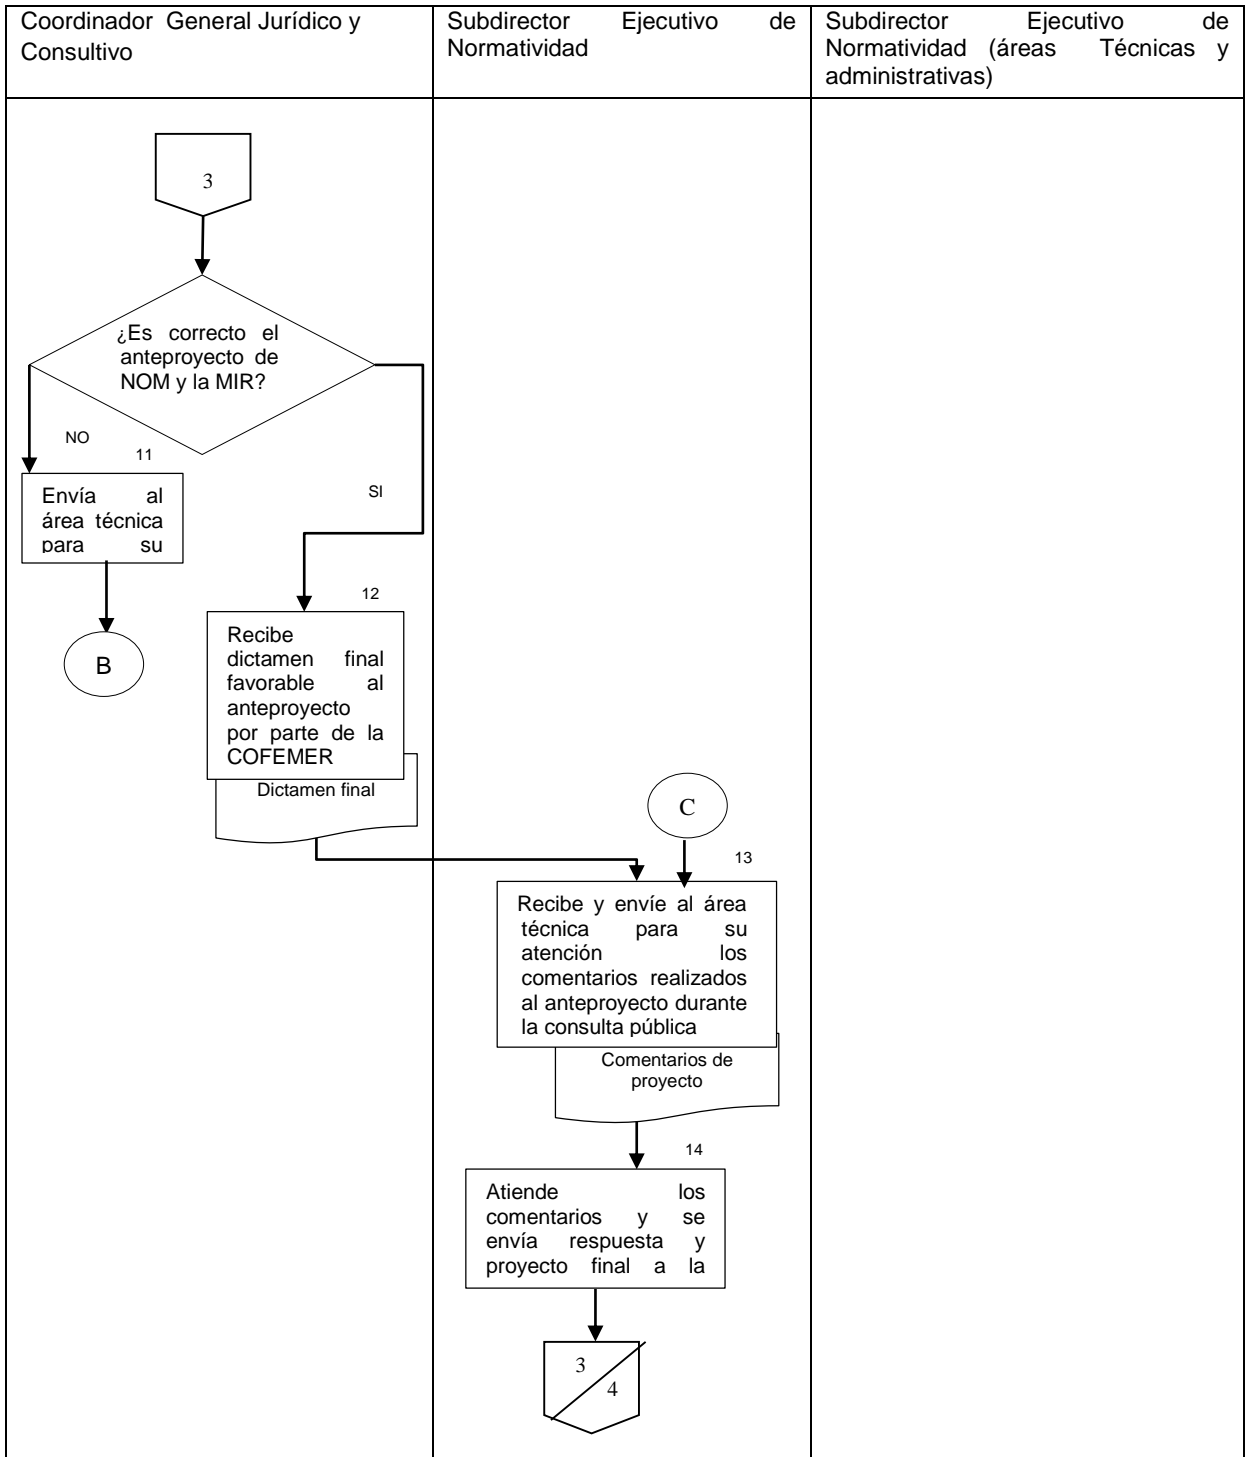 Coordinador General Jurídico y
Consultivo
Subdirector Ejecutivo de
Normatividad
Subdirector Ejecutivo de
Normatividad (áreas Técnicas y
administrativas)
3
¿Es correcto el
anteproyecto de
NOM y la MIR?
NO
11
SI
Envía al
área técnica
para su
12
B
Recibe
dictamen final
favorable al
anteproyecto
por parte de la
COFEMER
Dictamen final
C
13
Recibe y envíe al área
técnica para su
atención los
comentarios realizados
al anteproyecto durante
la consulta pública
Comentarios de
proyecto
14
Atiende los
comentarios y se
envía respuesta y
proyecto final a la
3
4